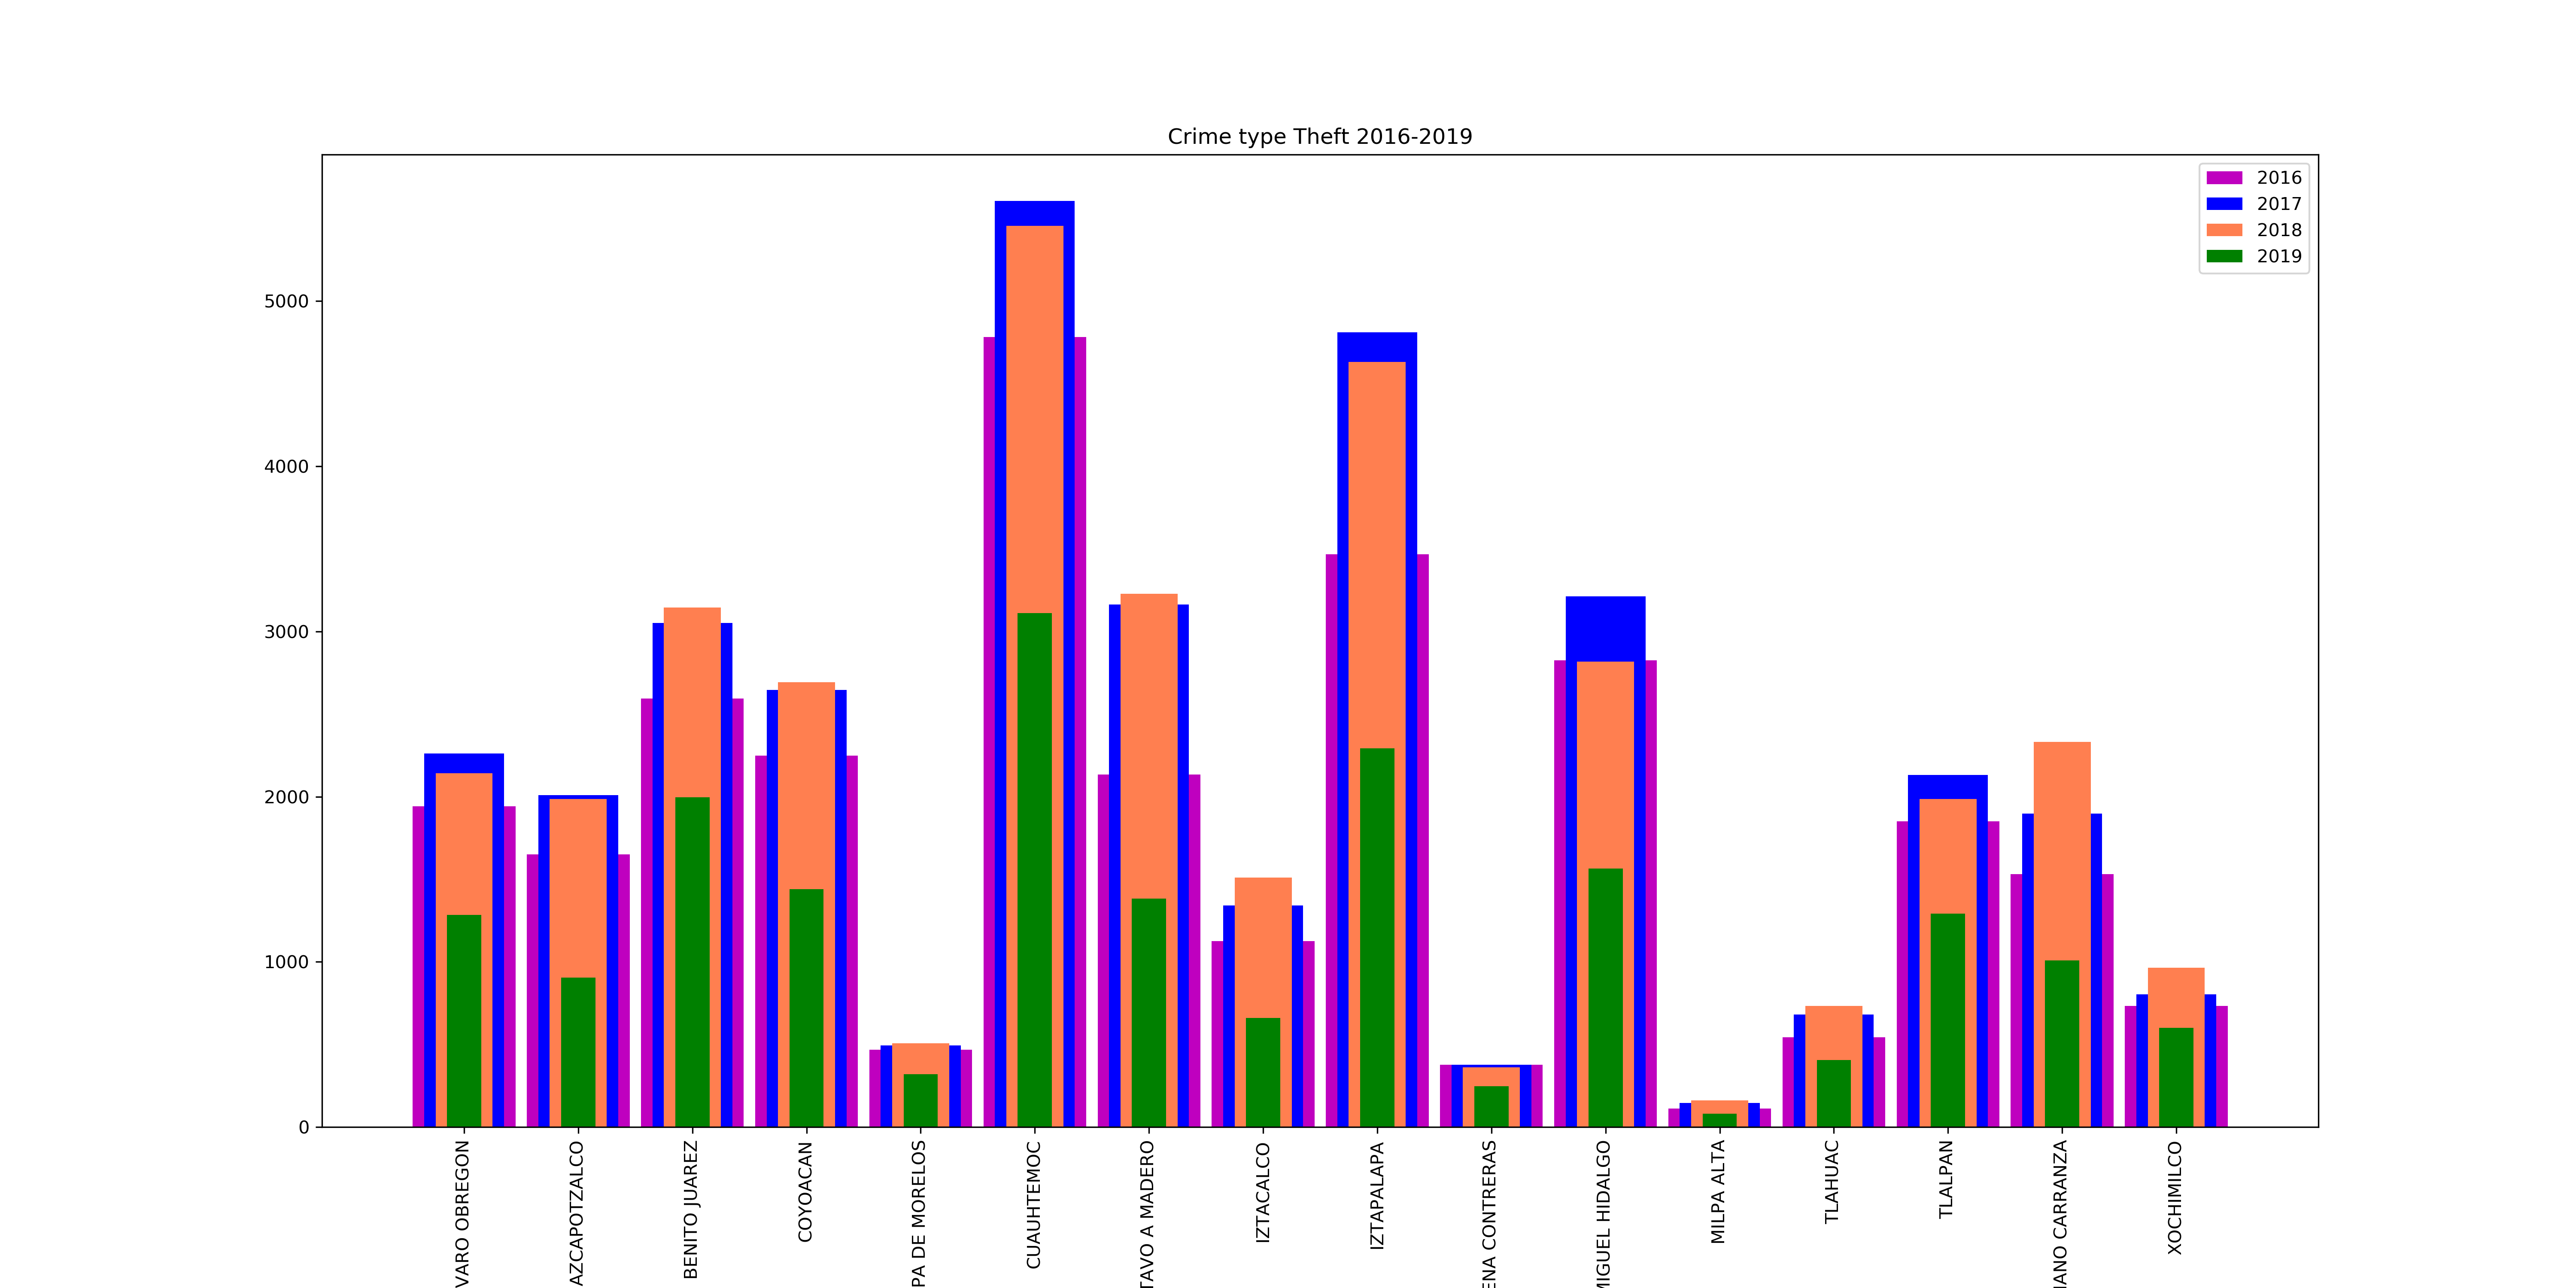 Crime type Theft 2016-2019
2016
2017
2018
2019
5000
4000
3000
2000
1000
0
VARO OBREGON
AZCAPOTZALCO
BENITO JUAREZ
COYOACAN
PA DE MORELOS
CUAUHTEMOC
TAVO A MADERO
IZTACALCO
IZTAPALAPA
ENA CONTRERAS
MIGUEL HIDALGO
MILPA ALTA
TLAHUAC
TLALPAN
IANO CARRANZA
XOCHIMILCO